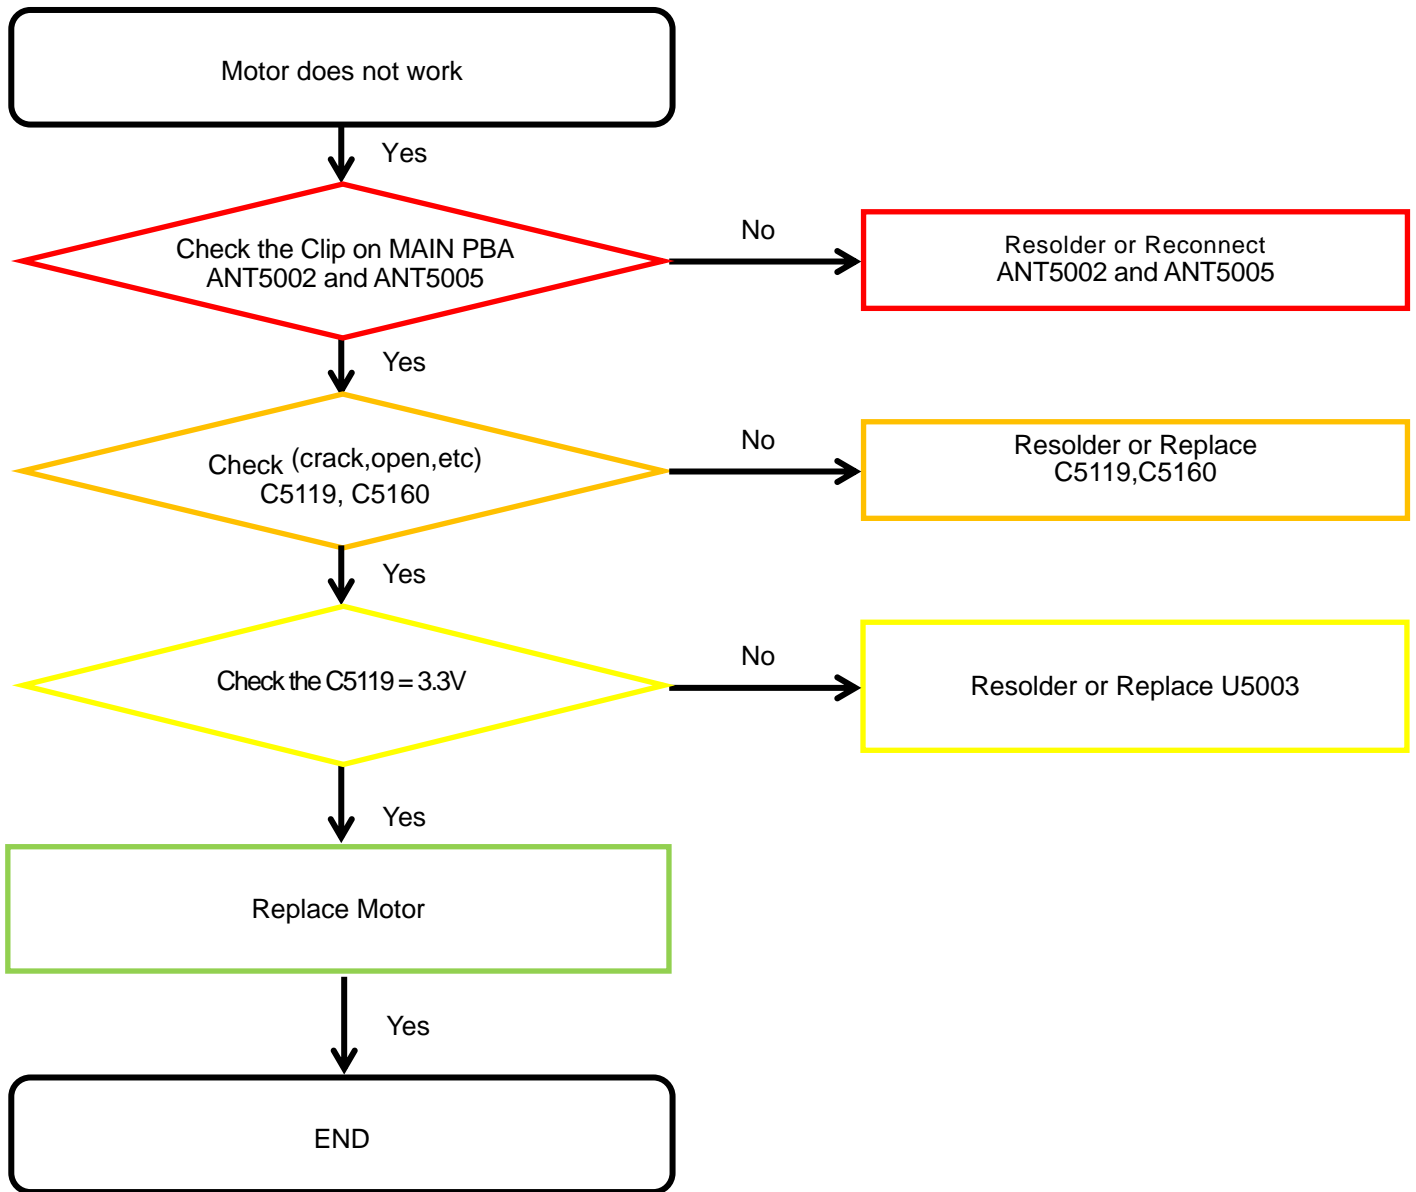 Motor does not work
Yes
Check the Clip on MAIN PBA
ANT5002 and ANT5005
No
Resolder or Reconnect
ANT5002 and ANT5005
Yes
Check (crack,open,etc)
C5119, C5160
No
Resolder or Replace
C5119,C5160
Yes
Check the C5119 = 3.3V
No
Resolder or Replace U5003
Yes
Replace Motor
Yes
END